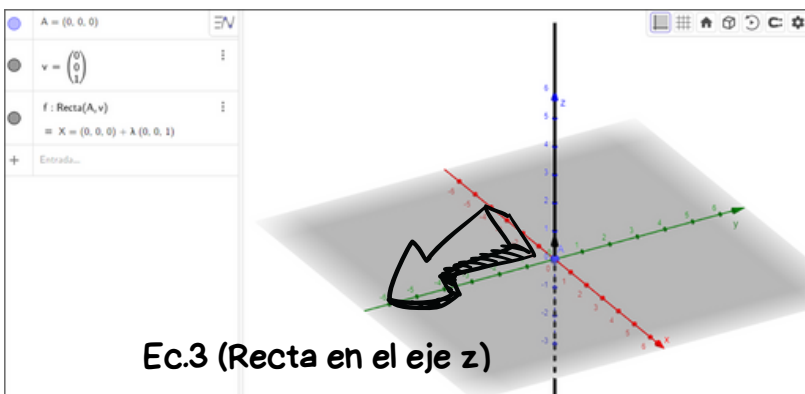 A = (0, 0, 0)
v = (0 0 1)
f : Recta(A, v)
= X = (0, 0, 0) + λ (0, 0, 1)
+ Entrada...
z
y
x
A
Ec.3 (Recta en el eje z)